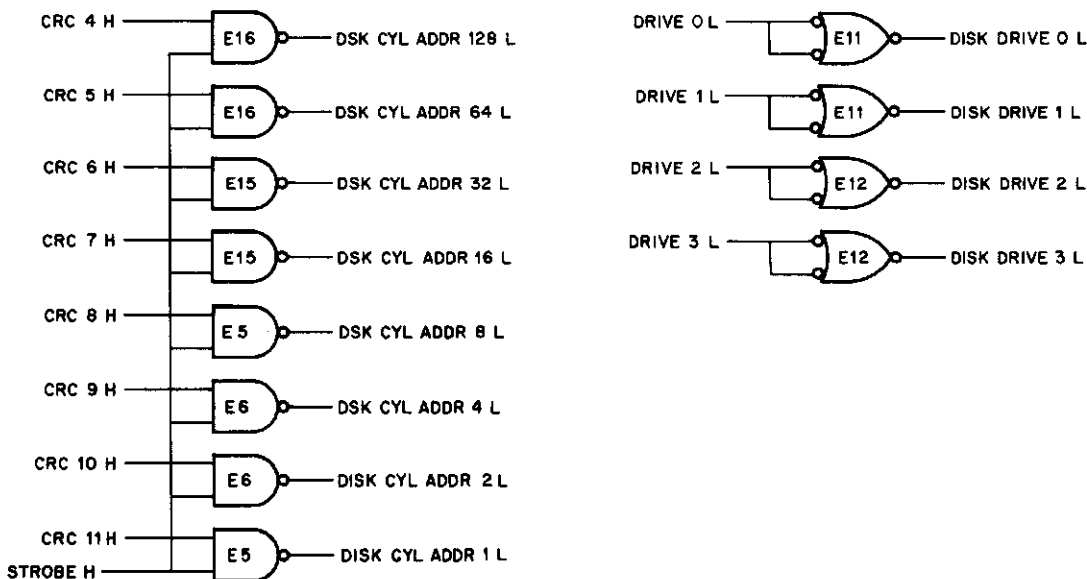 CRC 4 H
E16
DSK CYL ADDR 128 L
CRC 5 H
E16
DSK CYL ADDR 64 L
CRC 6 H
E15
DSK CYL ADDR 32 L
CRC 7 H
E15
DSK CYL ADDR 16 L
CRC 8 H
E5
DSK CYL ADDR 8 L
CRC 9 H
E6
DSK CYL ADDR 4 L
CRC 10 H
E6
DISK CYL ADDR 2 L
CRC 11 H
E5
DISK CYL ADDR 1 L
STROBE H
DRIVE 0 L
E11
DISK DRIVE 0 L
DRIVE 1 L
E11
DISK DRIVE 1 L
DRIVE 2 L
E12
DISK DRIVE 2 L
DRIVE 3 L
E12
DISK DRIVE 3 L